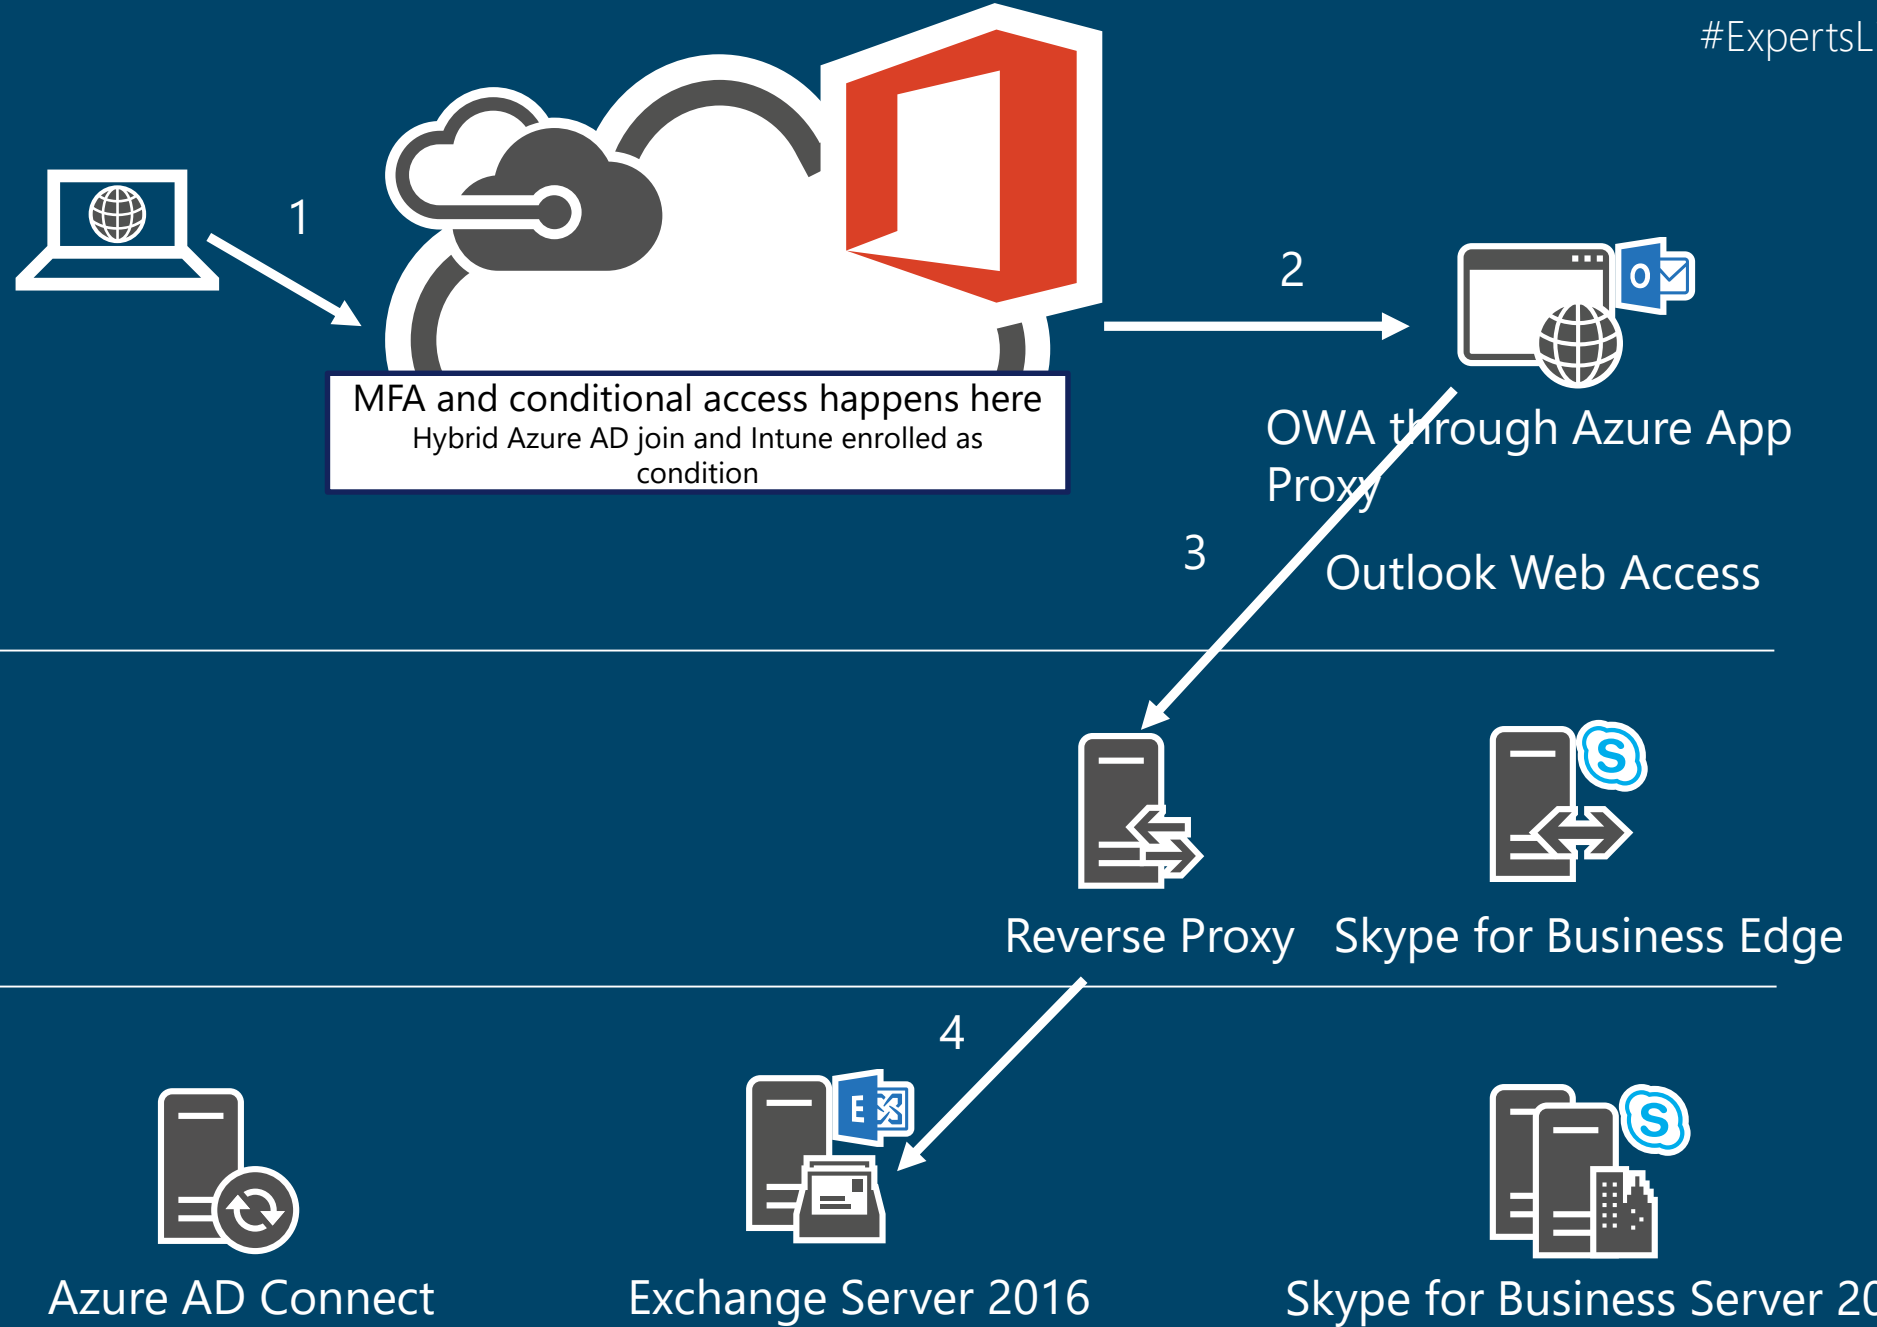 #ExpertsL
1
2
MFA and conditional access happens here
Hybrid Azure AD join and Intune enrolled as
condition
OWA through Azure App
Proxy
3
Outlook Web Access
Reverse Proxy
Skype for Business Edge
4
Azure AD Connect
Exchange Server 2016
Skype for Business Server 20